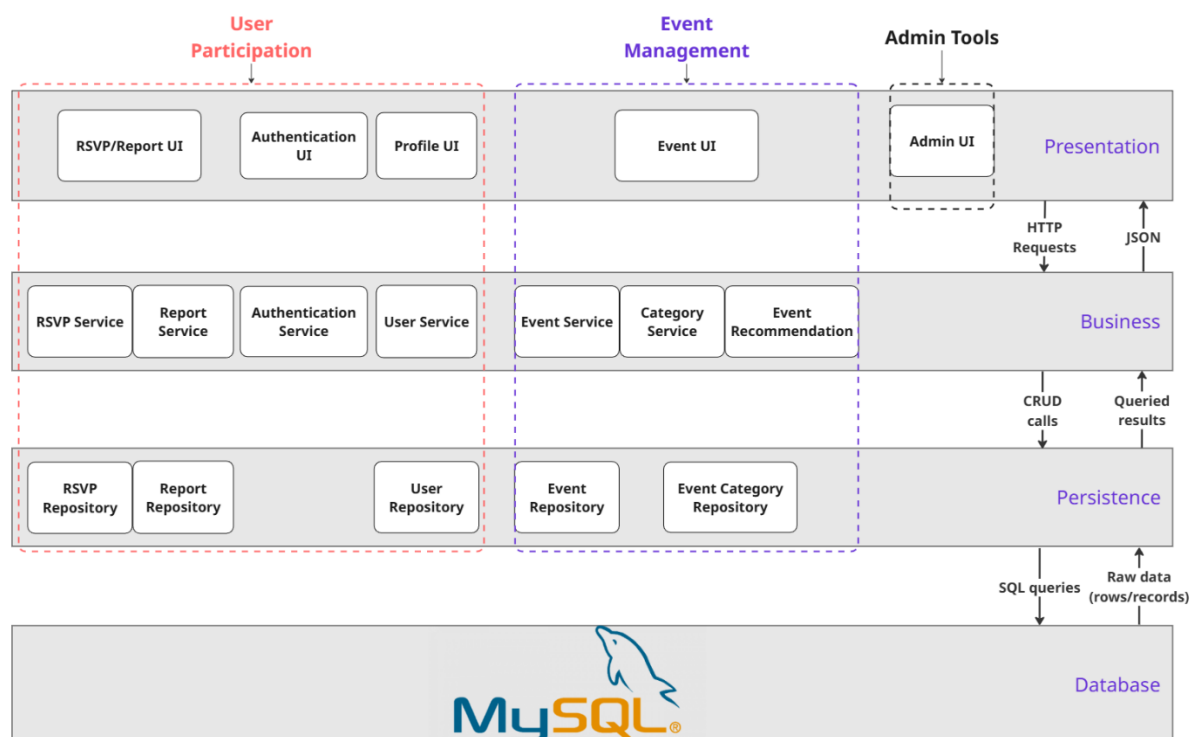 User
Participation
Event
Management
Admin Tools
RSVP/Report UI
Authentication
UI
Profile UI
Event UI
Admin UI
Presentation
HTTP
Requests
JSON
RSVP Service
Report
Service
Authentication
Service
User Service
Event Service
Category
Service
Event
Recommendation
Business
CRUD
calls
Queried
results
RSVP
Repository
Report
Repository
User
Repository
Event
Repository
Event Category
Repository
Persistence
SQL queries
Raw data
(rows/records)
MySQL®
Database